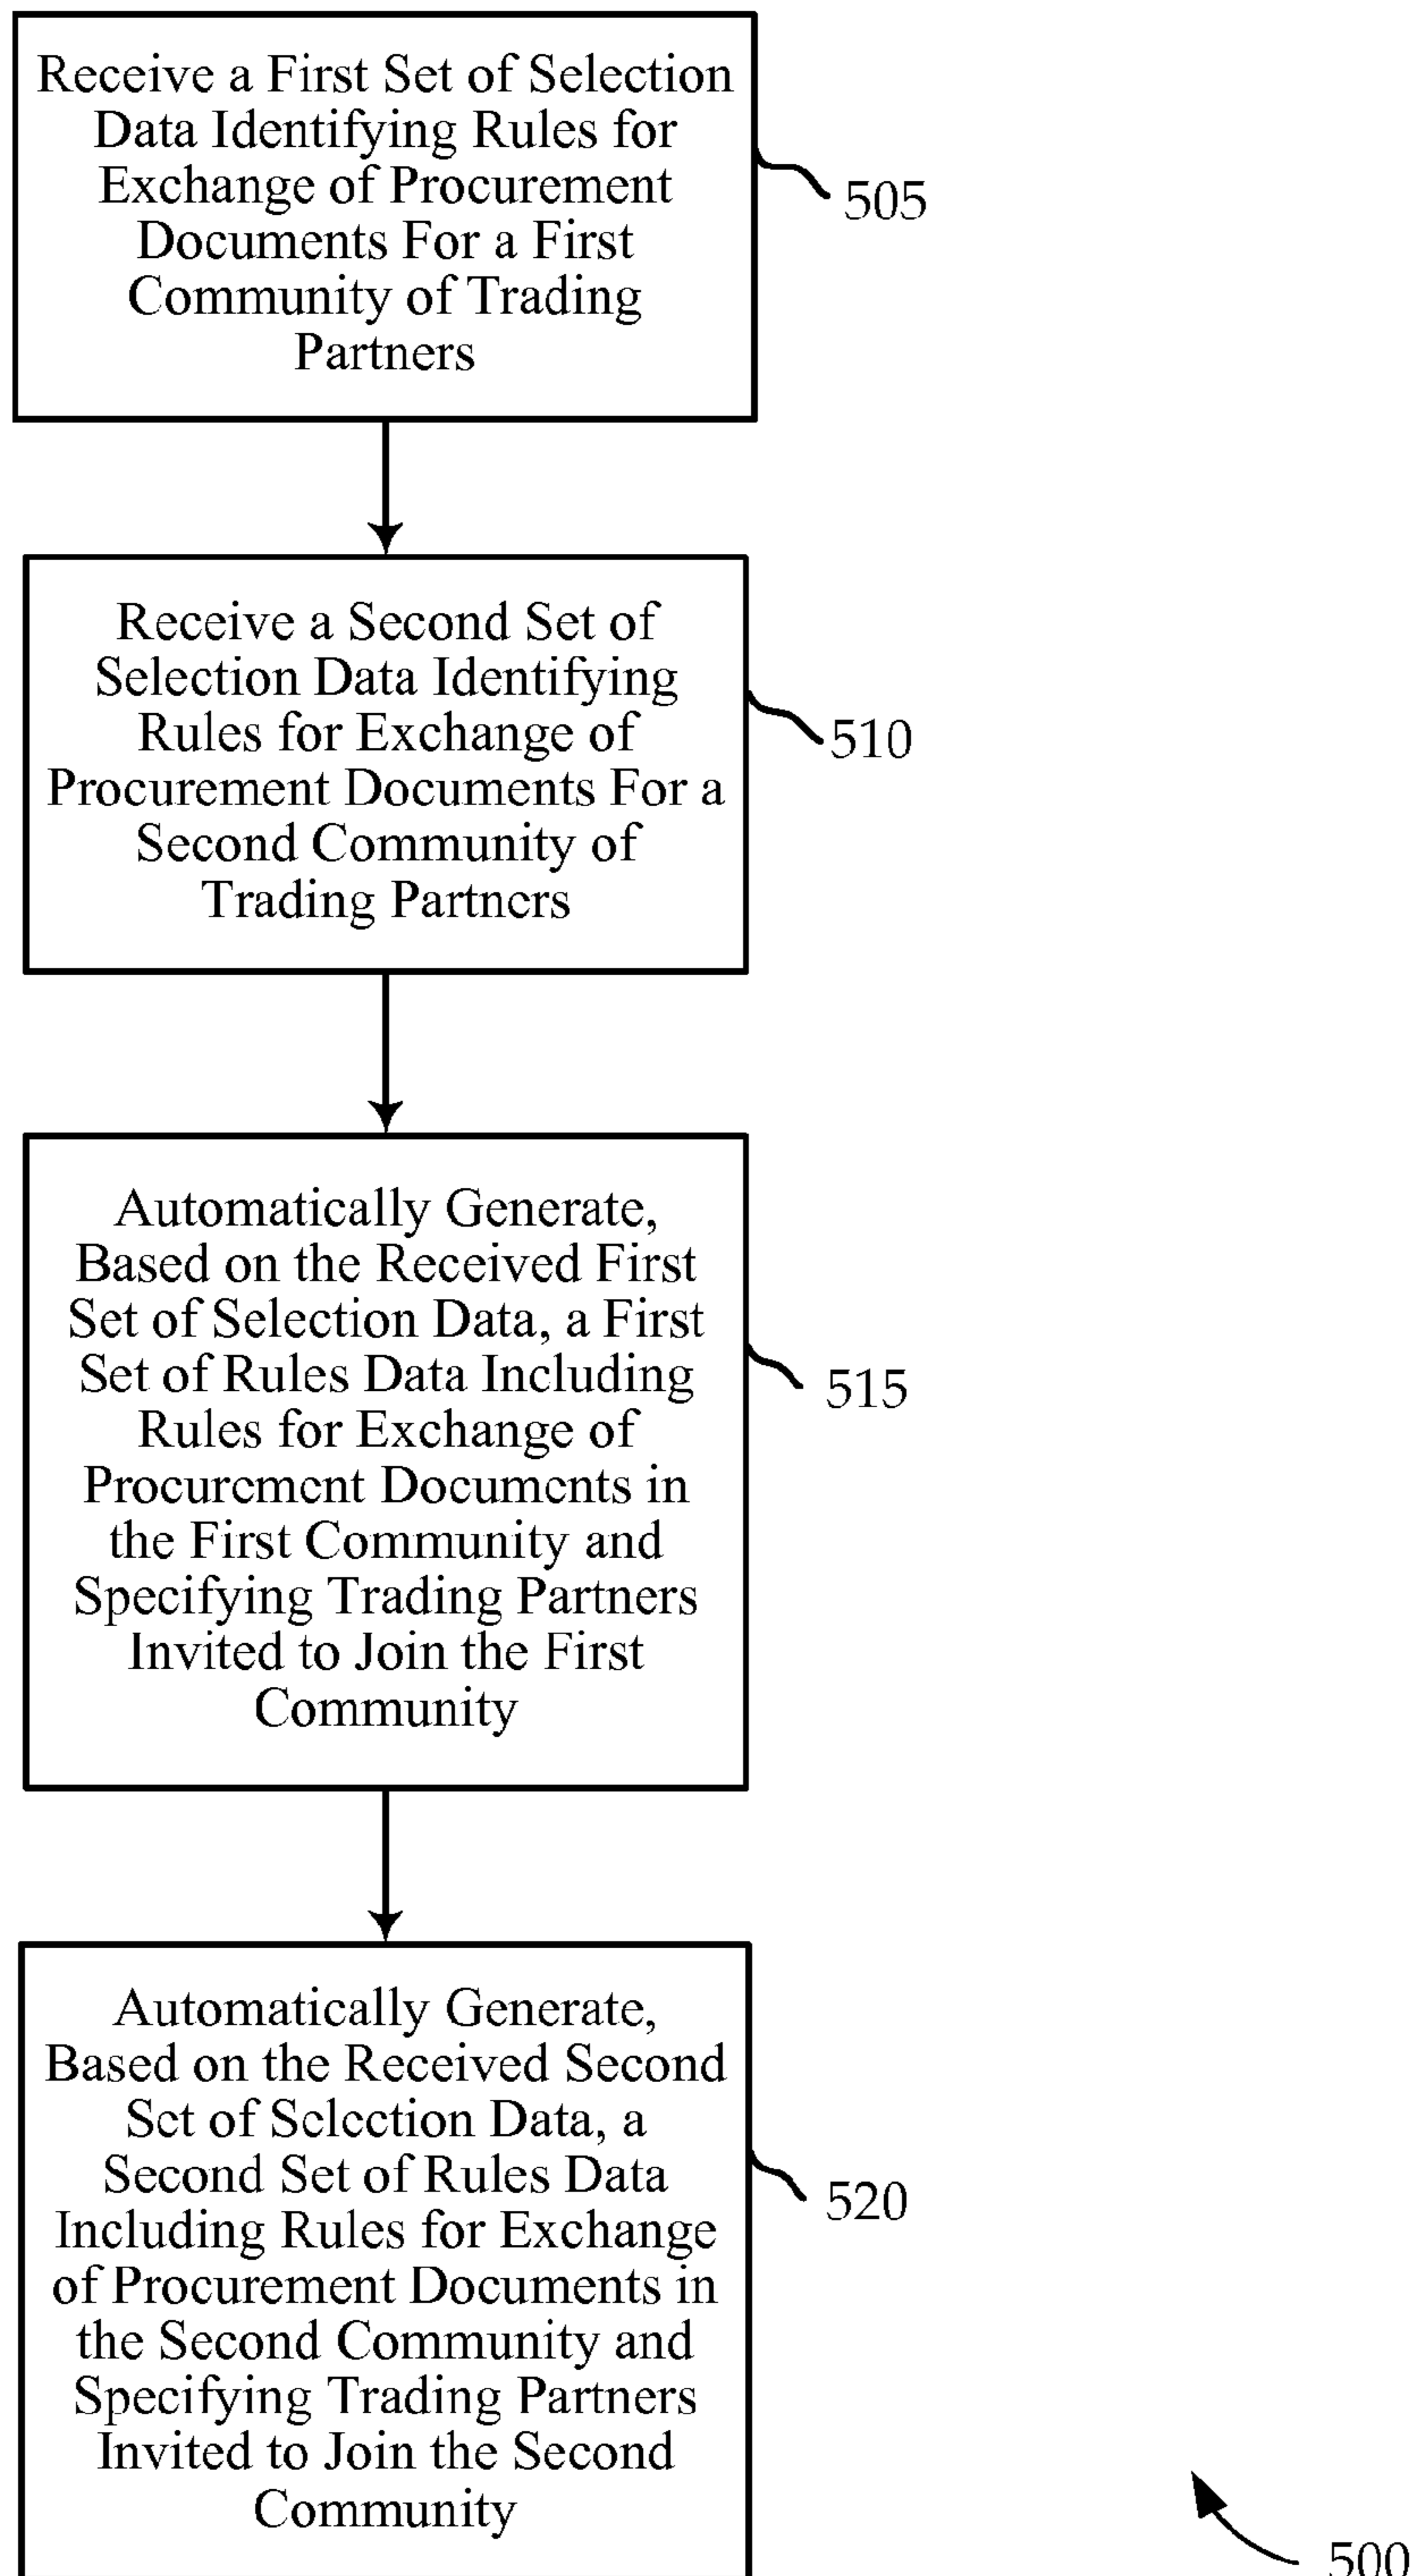 Receive a First Set of Selection
Data Identifying Rules for
Exchange of Procurement
Documents For a First
Community of Trading
Partners
505
Receive a Second Set of
Selection Data Identifying
Rules for Exchange of
Procurement Documents For a
Second Community of
Trading Partners
510
Automatically Generate,
Based on the Received First
Set of Selection Data, a First
Set of Rules Data Including
Rules for Exchange of
Procurement Documents in
the First Community and
Specifying Trading Partners
Invited to Join the First
Community
515
Automatically Generate,
Based on the Received Second
Set of Selection Data, a
Second Set of Rules Data
Including Rules for Exchange
of Procurement Documents in
the Second Community and
Specifying Trading Partners
Invited to Join the Second
Community
520
500